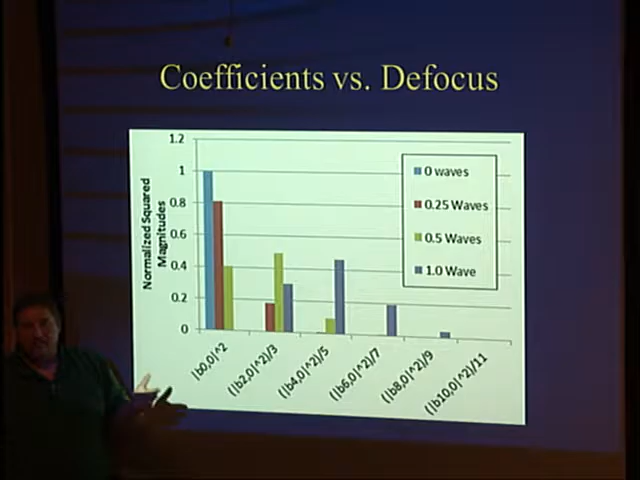 Coefficients vs. Defocus
1.2
1
0.8
0.6
0.4
0.2
0
Normalized Squared
Magnitudes
0 waves
0.25 Waves
0.5 Waves
1.0 Wave
|b0,0|^2
(|b2,0|^2)/3
(|b4,0|^2)/5
(|b6,0|^2)/7
(|b8,0|^2)/9
(|b10,0|^2)/11